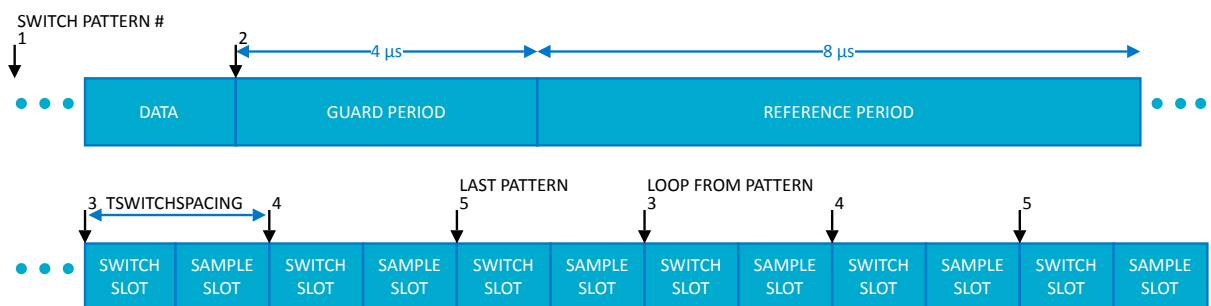 SWITCH PATTERN #
1
2
4 μs
8 μs
DATA
GUARD PERIOD
REFERENCE PERIOD
LAST PATTERN
LOOP FROM PATTERN
3 TSWITCHSPACING 4 5 3 4 5
SWITCH SAMPLE SWITCH SAMPLE SWITCH SAMPLE SWITCH SAMPLE SWITCH SAMPLE SWITCH SAMPLE
SLOT SLOT SLOT SLOT SLOT SLOT SLOT SLOT SLOT SLOT SLOT SLOT